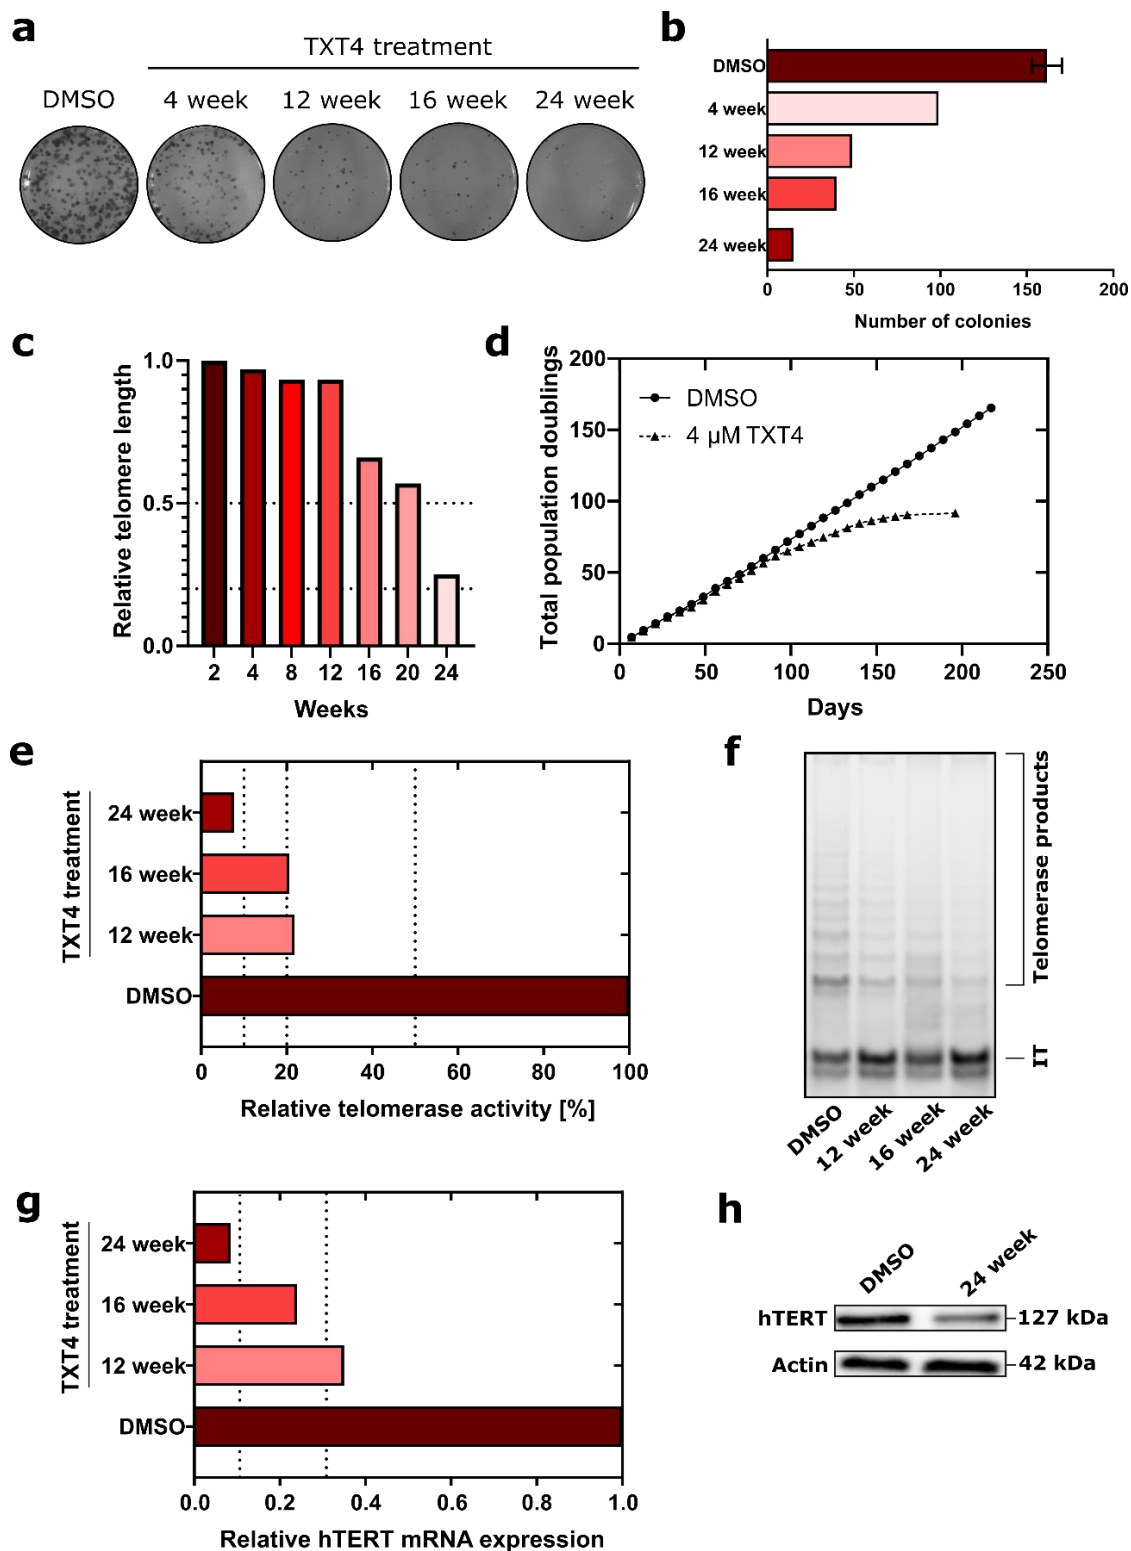 a
TXT4 treatment
DMSO 4 week 12 week 16 week 24 week
b
DMSO
4 week
12 week
16 week
24 week
0 50 100 150 200
Number of colonies
c
Relative telomere length
1.0
0.5
0.0
2 4 8 12 16 20 24
Weeks
d
Total population doublings
200
150
100
50
0
DMSO
4 µM TXT4
0 50 100 150 200 250
Days
e
TXT4 treatment
24 week
16 week
12 week
DMSO
0 20 40 60 80 100
Relative telomerase activity [%]
f
Telomerase products
IT
DMSO
12 week
16 week
24 week
g
TXT4 treatment
24 week
16 week
12 week
DMSO
0.0 0.2 0.4 0.6 0.8 1.0
Relative hTERT mRNA expression
h
DMSO
24 week
hTERT 127 kDa
Actin 42 kDa